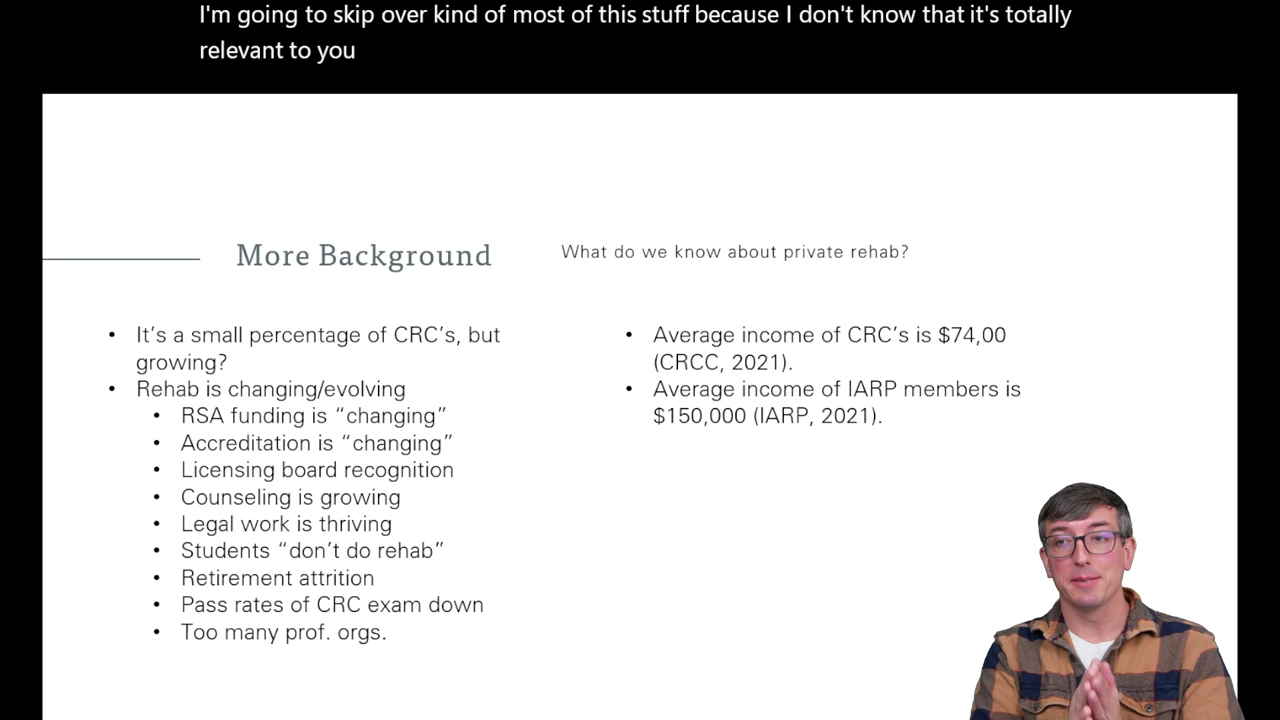 I'm going to skip over kind of most of this stuff because I don't know that it's totally
relevant to you
More Background
What do we know about private rehab?
• It's a small percentage of CRC's, but
growing?
• Rehab is changing/evolving
• RSA funding is “changing”
• Accreditation is “changing”
• Licensing board recognition
• Counseling is growing
• Legal work is thriving
• Students “don't do rehab”
• Retirement attrition
• Pass rates of CRC exam down
• Too many prof. orgs.
• Average income of CRC's is $74,00
(CRCC, 2021).
• Average income of IARP members is
$150,000 (IARP, 2021).